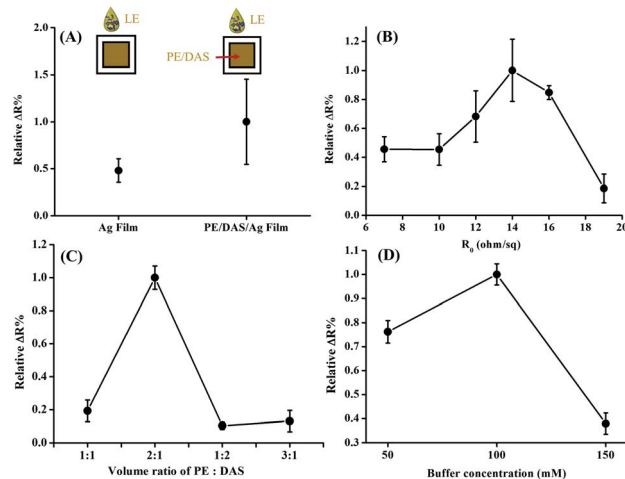 (A)
LE
LE
PE/DAS
Relative ΔR%
2.0
1.5
1.0
0.5
0.0
Ag Film
PE/DAS/Ag Film
(B)
Relative ΔR%
1.2
1.0
0.8
0.6
0.4
0.2
0.0
6
8
10
12
14
16
18
20
R0 (ohm/sq)
(C)
Relative ΔR%
1.2
1.0
0.8
0.6
0.4
0.2
0.0
1:1
2:1
1:2
3:1
Volume ratio of PE : DAS
(D)
Relative ΔR%
1.1
1.0
0.9
0.8
0.7
0.6
0.5
0.4
0.3
50
100
150
Buffer concentration (mM)